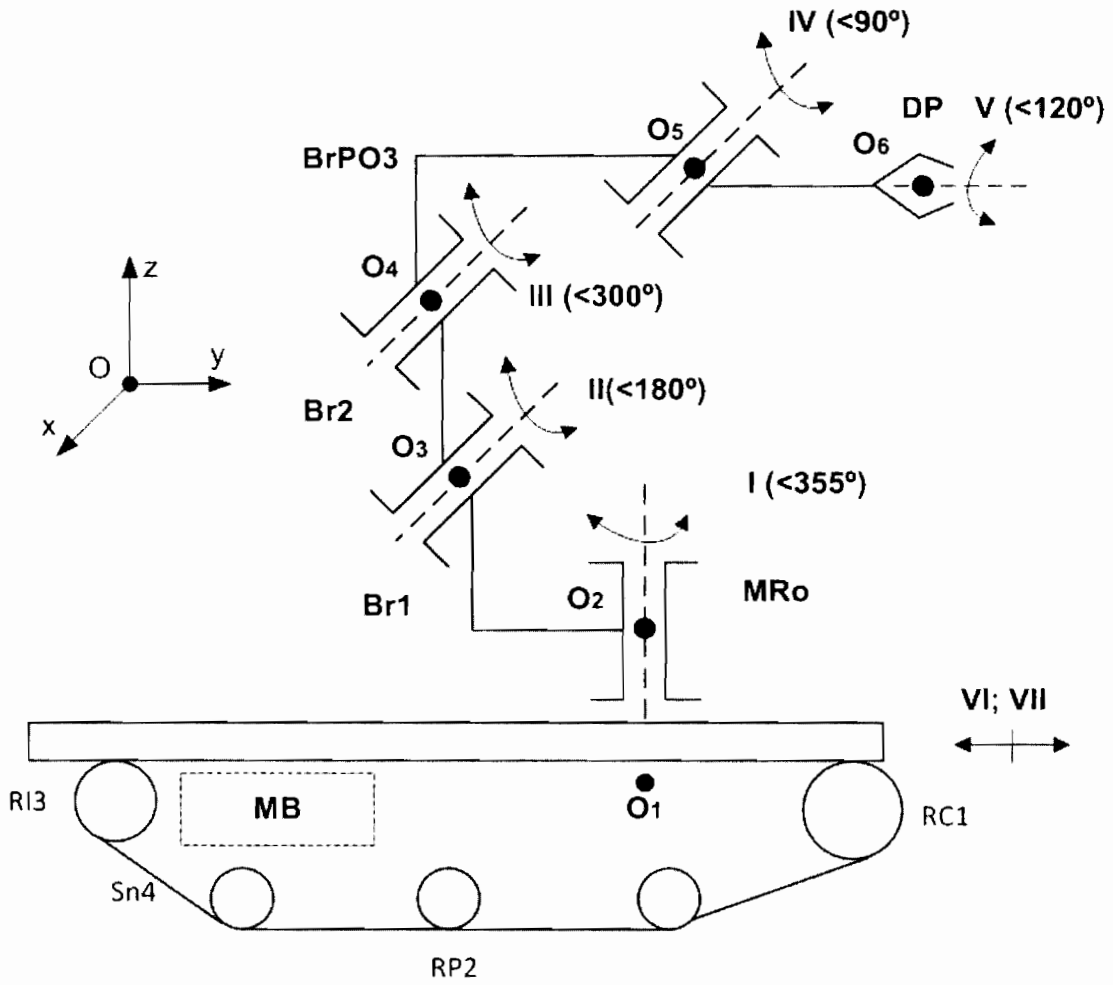 IV (<90º)
O5
DP
V (<120º)
O6
BrPO3
O4
z
III (<300º)
O
y
x
Br2
II(<180º)
O3
I (<355º)
O2
MRo
Br1
VI; VII
RI3
MB
O1
RC1
Sn4
RP2